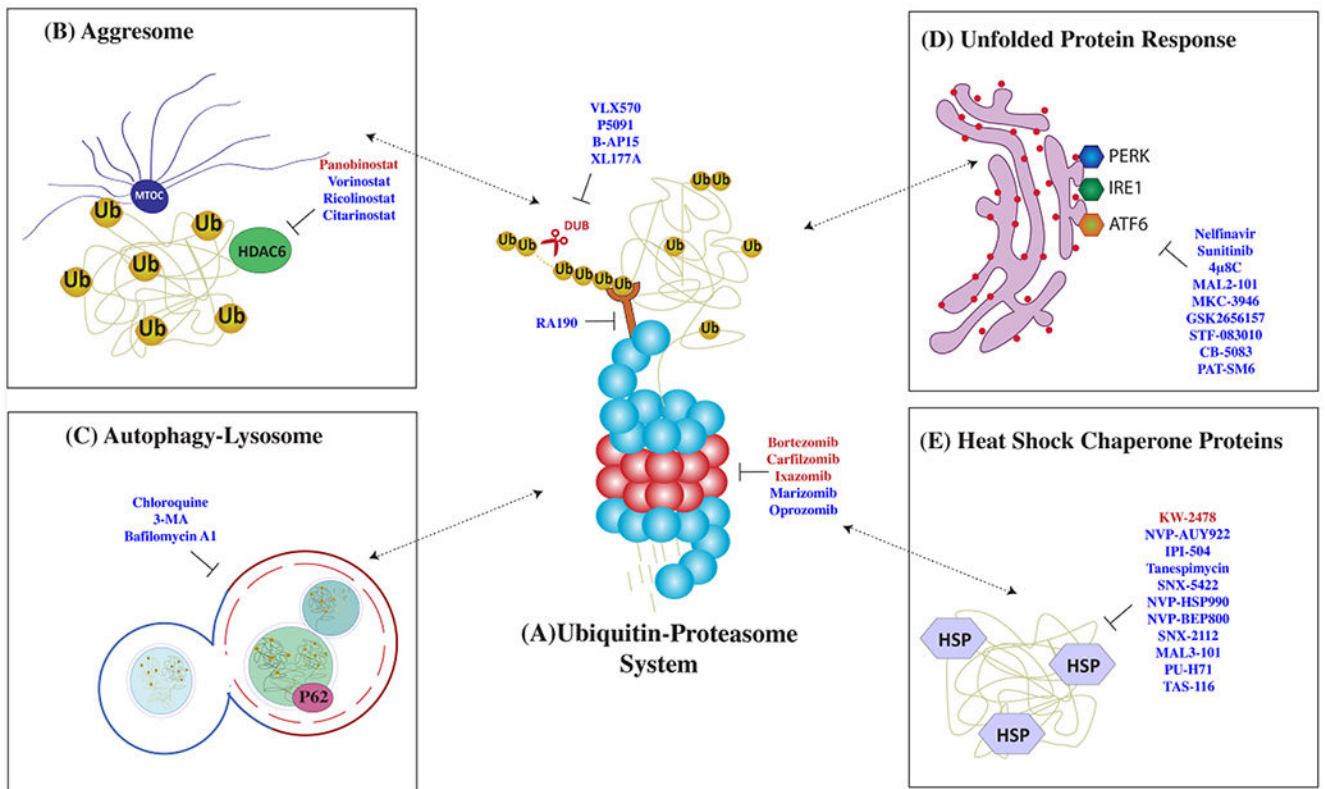 (B) Aggresome
MTOC
Panobinostat
Vorinostat
Ricolinostat
Citarinostat
HDAC6
Ub
Ub
Ub
Ub
Ub
Ub
Ub
(C) Autophagy-Lysosome
Chloroquine
3-MA
Bafilomycin A1
P62
VLX570
P5091
B-AP15
XL177A
DUB
Ub
Ub
Ub
Ub
Ub
Ub
Ub
Ub
Ub
Ub
Ub
RA190
Bortezomib
Carfilzomib
Ixazomib
Marizomib
Oprozomib
(A)Ubiquitin-Proteasome
System
(D) Unfolded Protein Response
PERK
IRE1
ATF6
Nelfinavir
Sunitinib
4µ8C
MAL2-101
MKC-3946
GSK2656157
STF-083010
CB-5083
PAT-SM6
(E) Heat Shock Chaperone Proteins
KW-2478
NVP-AUY922
IPI-504
Tanespimycin
SNX-5422
NVP-HSP990
NVP-BEP800
SNX-2112
MAL3-101
PU-H71
TAS-116
HSP
HSP
HSP